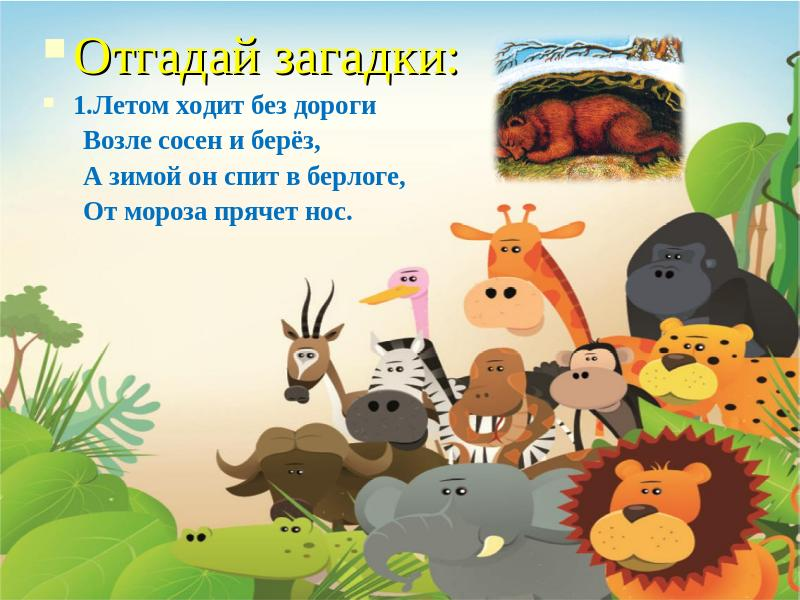 Отгадай загадки:
1.Летом ходит без дороги
Возле сосен и берёз,
А зимой он спит в берлоге,
От мороза прячет нос.